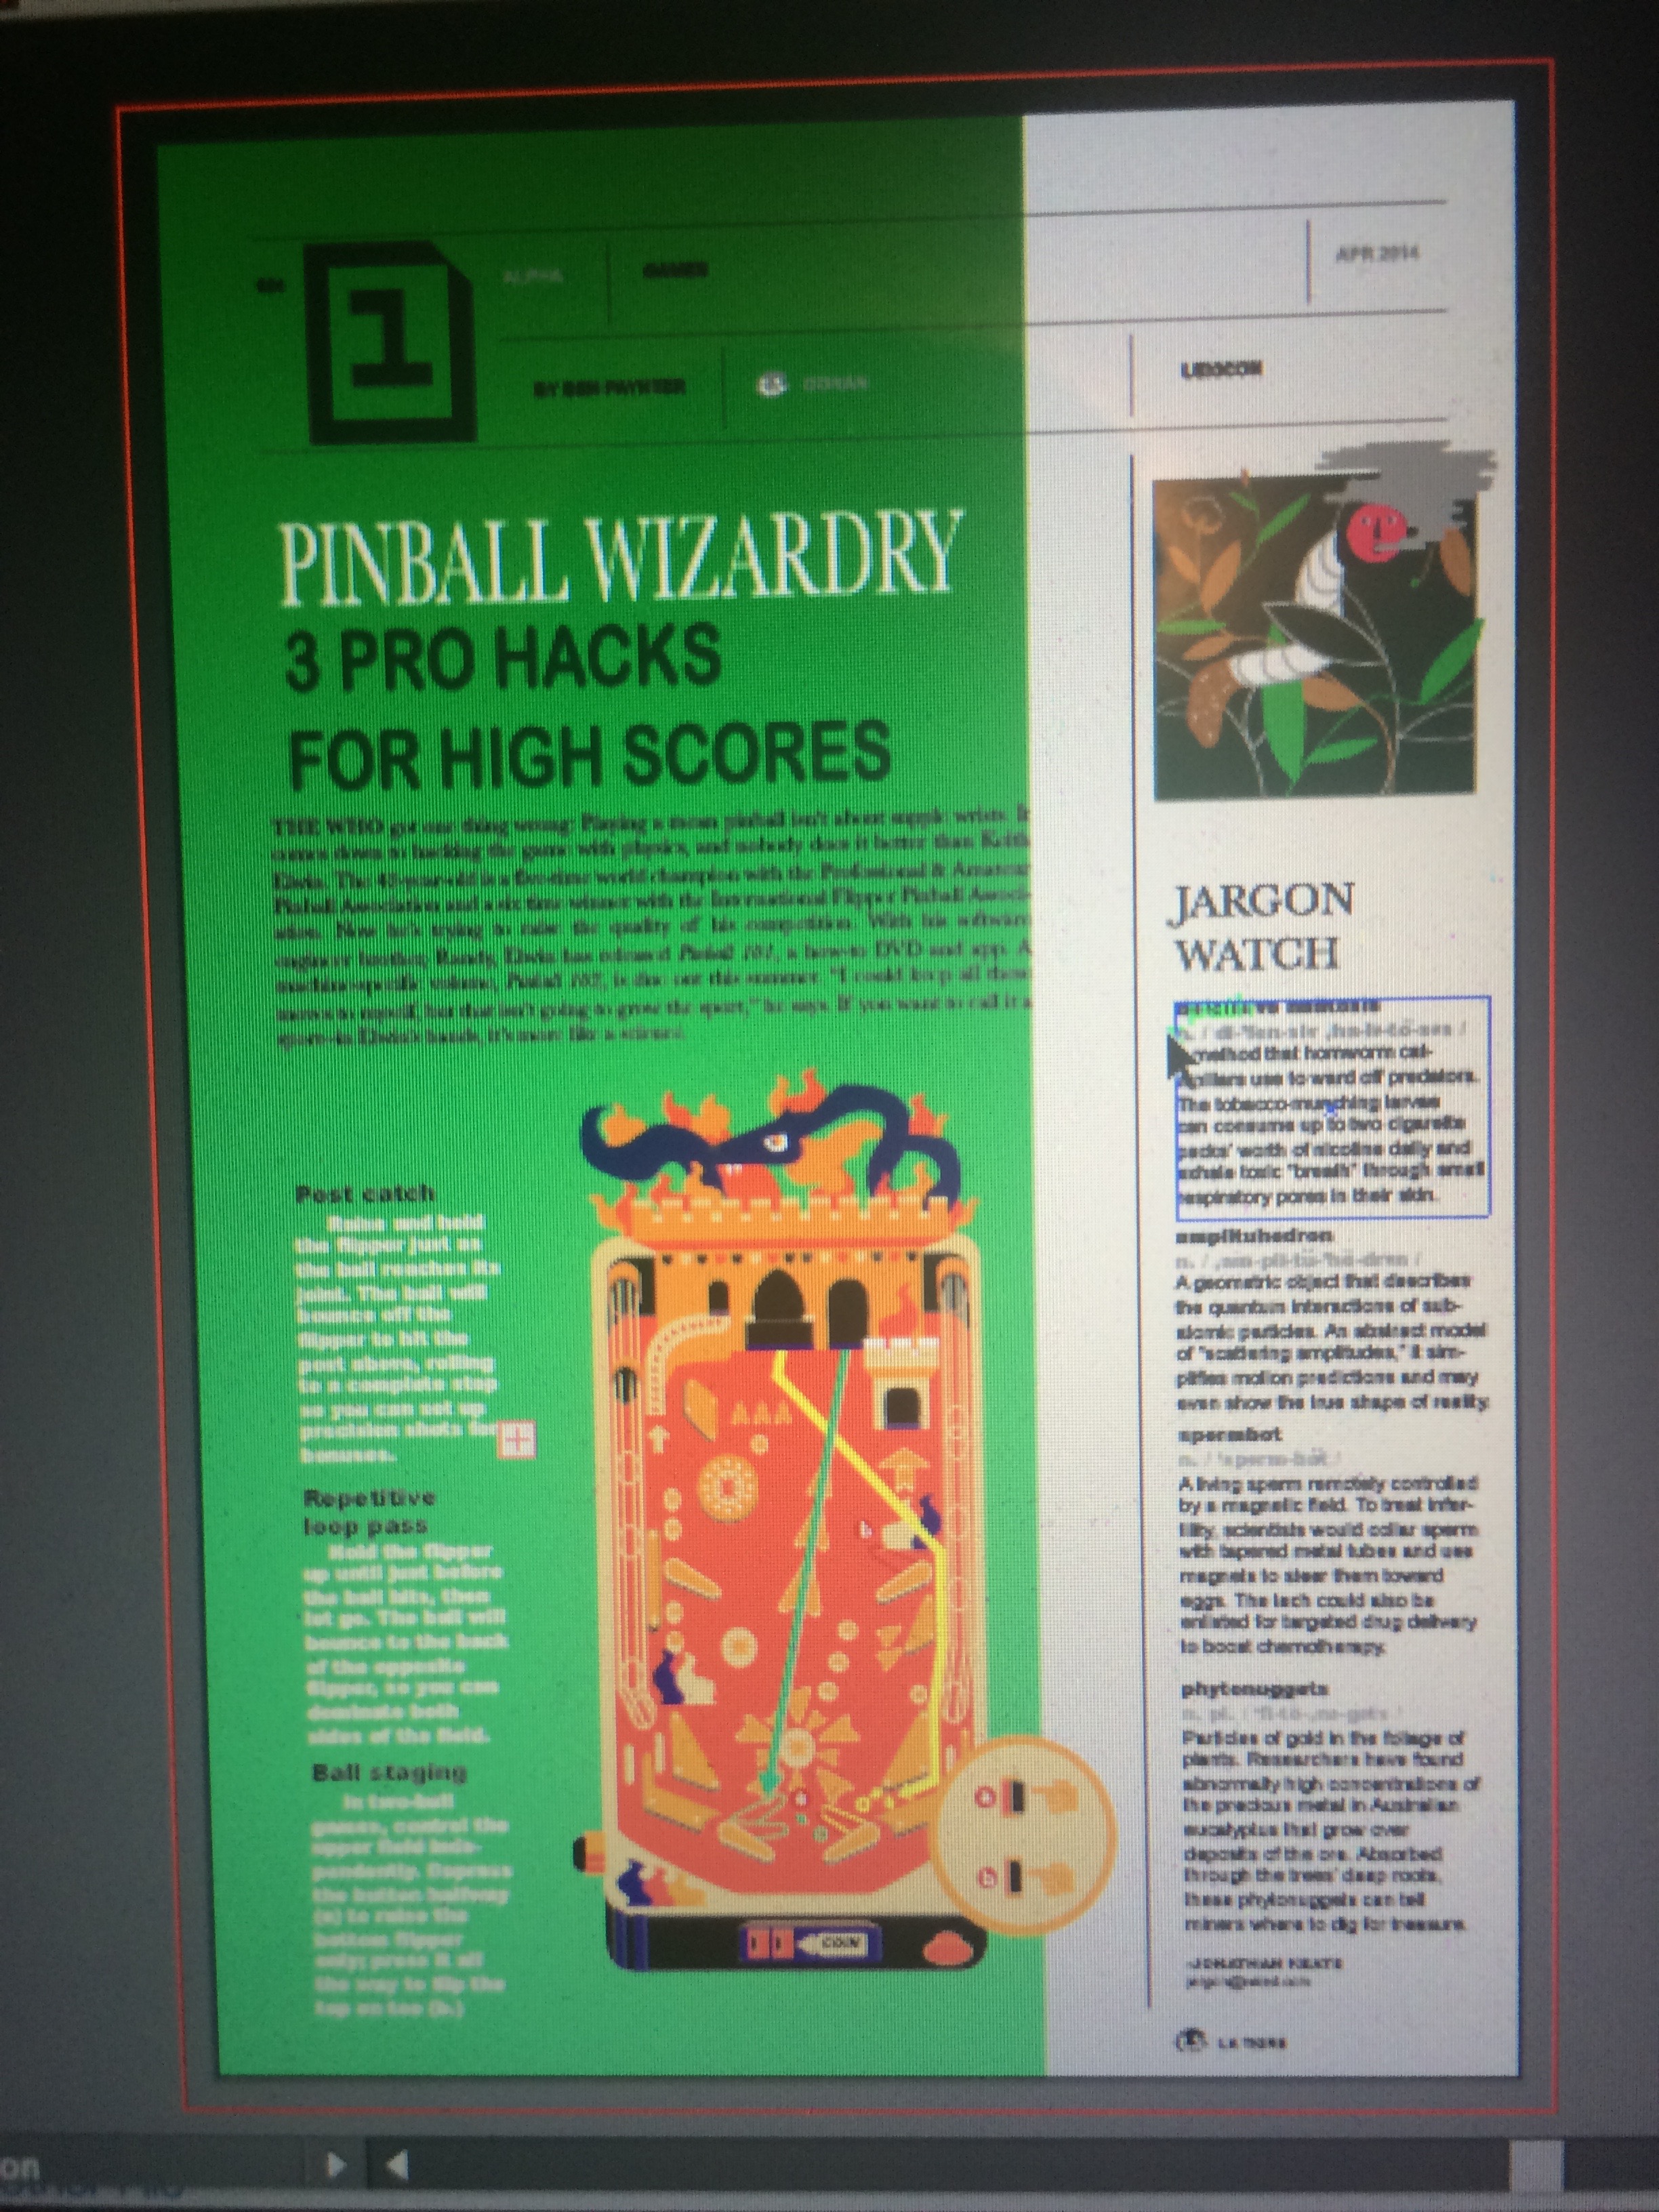 ALPHA
GAMES
APR 2014
1
BY BEN PAYNTER
LEXICON
PINBALL WIZARDRY
3 PRO HACKS
FOR HIGH SCORES
THE WHO got one thing wrong: Playing a mean pinball isn't about supple wrists. It
comes down to hacking the game with physics, and nobody does it better than Keith
Elwin. The 42-year-old is a five-time world champion with the Professional & Amateur
Pinball Association and a six time winner with the International Flipper Pinball Associ-
ation. Now he's trying to raise the quality of his competition. With his software
engineer brother, Randy, Elwin has released Pinball 101, a how-to DVD and app. A
machine-specific volume, Pinball 102, is due out this summer. "I could keep all these
moves to myself, but that isn't going to grow the sport," he says. If you want to call it a
sport—in Elwin's hands, it's more like a science.
Post catch
Raise and hold
the flipper just as
the ball reaches its
joint. The ball will
bounce off the
flipper to hit the
post above, rolling
to a complete stop
so you can set up
precision shots for
bonuses.
Repetitive
loop pass
Hold the flipper
up until just before
the ball hits, then
let go. The ball will
bounce to the back
of the opposite
flipper, so you can
dominate both
sides of the field.
Ball staging
In two-ball
games, control the
upper field inde-
pendently. Depress
the button halfway
(a) to raise the
bottom flipper
only; press it all
the way to flip the
top on too (b.)
b
a
b
COIN
JARGON
WATCH
method that hornworm cat-
erpillars use to ward off predators.
The tobacco-munching larvae
can consume up to two cigarette
packs' worth of nicotine daily and
exhale toxic "breath" through small
respiratory pores in their skin.
amplituhedron
n. / ,am-pli-tü-'hē-drən /
A geometric object that describes
the quantum interactions of sub-
atomic particles. An abstract model
of "scattering amplitudes," it sim-
plifies motion predictions and may
even show the true shape of reality.
spermbot
n. / 'spərm-bät /
A living sperm remotely controlled
by a magnetic field. To treat infer-
tility, scientists would collar sperm
with tapered metal tubes and use
magnets to steer them toward
eggs. The tech could also be
enlisted for targeted drug delivery
to boost chemotherapy.
phytonuggets
n. pl. / 'fī-tō-,nə-gəts /
Particles of gold in the foliage of
plants. Researchers have found
abnormally high concentrations of
the precious metal in Australian
eucalyptus that grow over
deposits of the ore. Absorbed
through the trees' deep roots,
these phytonuggets can tell
miners where to dig for treasure.
-JONATHAN KEATS
jargon@wired.com
on